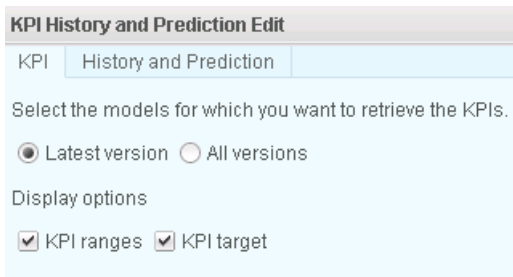 KPI History and Prediction Edit
KPI History and Prediction
Select the models for which you want to retrieve the KPIs.
Latest version All versions
Display options
KPI ranges KPI target